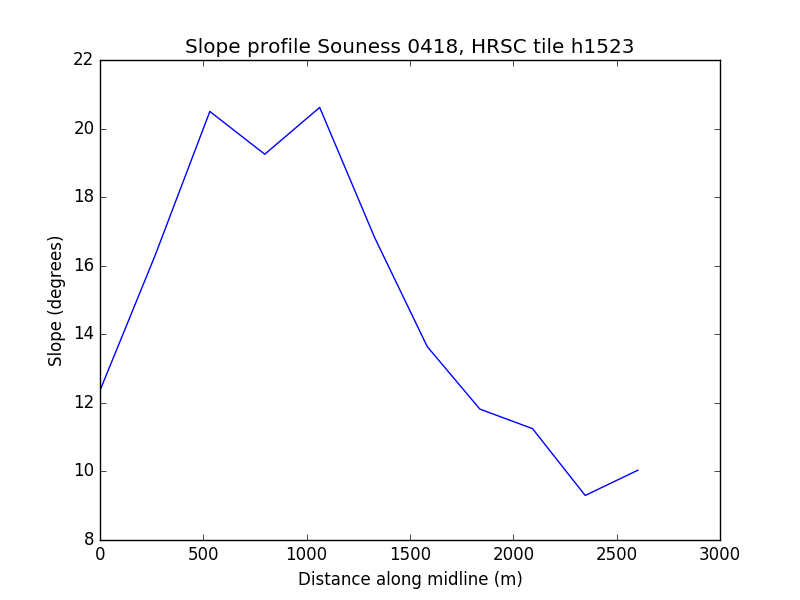 Slope profile Souness 0418, HRSC tile h1523
22
20
18
16
14
12
10
8
Slope (degrees)
0 500 1000 1500 2000 2500 3000
Distance along midline (m)